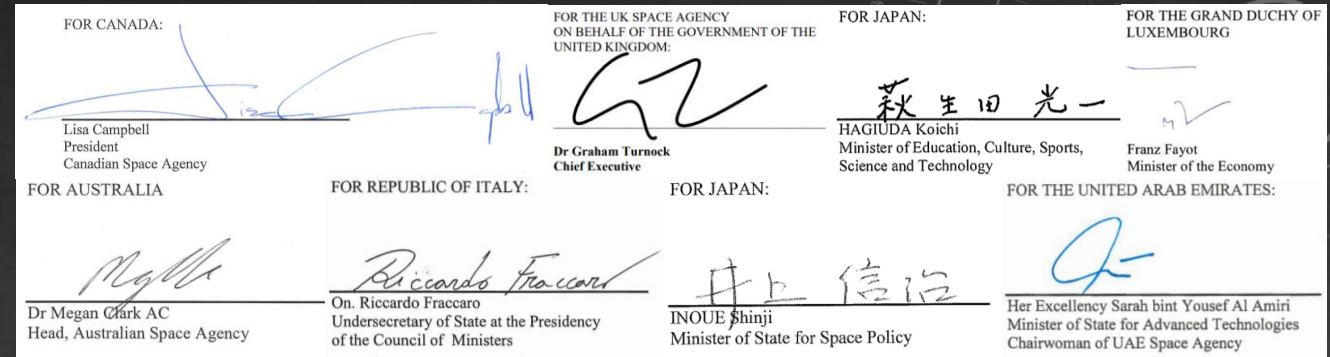 FOR CANADA:
Lisa Campbell
Lisa Campbell
President
Canadian Space Agency
FOR THE UK SPACE AGENCY
ON BEHALF OF THE GOVERNMENT OF THE
UNITED KINGDOM:
Dr Graham Turnock
Chief Executive
FOR JAPAN:
萩生田 光一
HAGIUDA Koichi
Minister of Education, Culture, Sports,
Science and Technology
FOR THE GRAND DUCHY OF
LUXEMBOURG
Franz Fayot
Minister of the Economy
FOR AUSTRALIA
Dr Megan Clark AC
Head, Australian Space Agency
FOR REPUBLIC OF ITALY:
Riccardo Fraccaro
On. Riccardo Fraccaro
Undersecretary of State at the Presidency
of the Council of Ministers
FOR JAPAN:
井上 信治
INOUE Shinji
Minister of State for Space Policy
FOR THE UNITED ARAB EMIRATES:
Her Excellency Sarah bint Yousef Al Amiri
Minister of State for Advanced Technologies
Chairwoman of UAE Space Agency